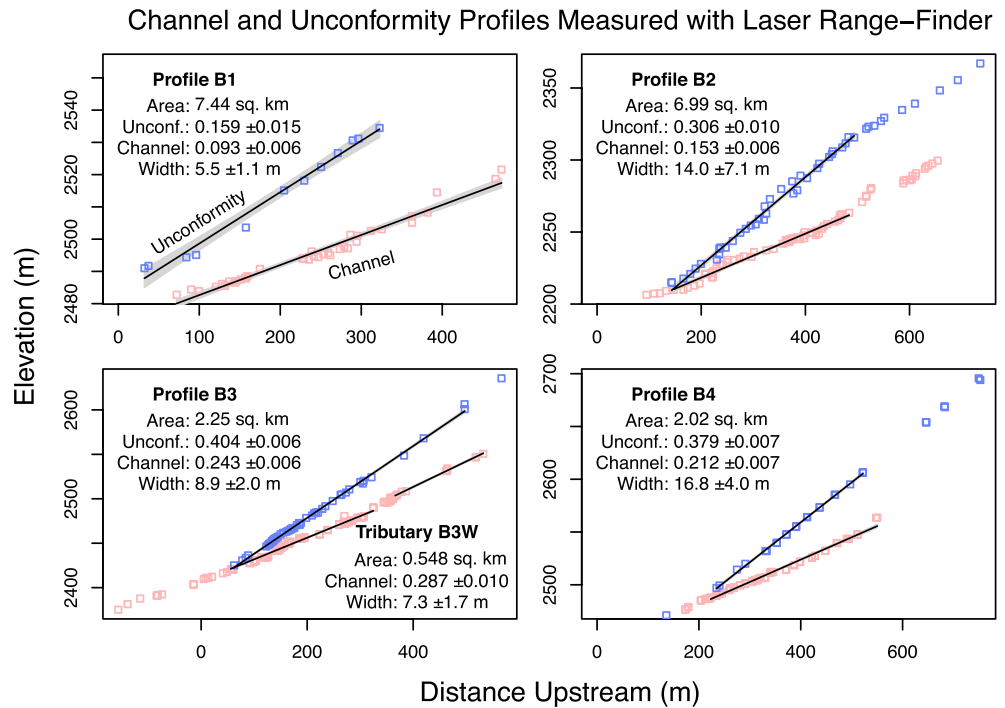 Channel and Unconformity Profiles Measured with Laser Range−Finder
Elevation (m)
Profile B1
Area: 7.44 sq. km
Unconf.: 0.159 ±0.015
Channel: 0.093 ±0.006
Width: 5.5 ±1.1 m
Unconformity
Channel
2480
2500
2520
2540
0
100
200
300
400
Profile B2
Area: 6.99 sq. km
Unconf.: 0.306 ±0.010
Channel: 0.153 ±0.006
Width: 14.0 ±7.1 m
2200
2250
2300
2350
0
200
400
600
Profile B3
Area: 2.25 sq. km
Unconf.: 0.404 ±0.006
Channel: 0.243 ±0.006
Width: 8.9 ±2.0 m
Tributary B3W
Area: 0.548 sq. km
Channel: 0.287 ±0.010
Width: 7.3 ±1.7 m
2400
2500
2600
0
200
400
Profile B4
Area: 2.02 sq. km
Unconf.: 0.379 ±0.007
Channel: 0.212 ±0.007
Width: 16.8 ±4.0 m
2500
2600
2700
0
200
400
600
Distance Upstream (m)